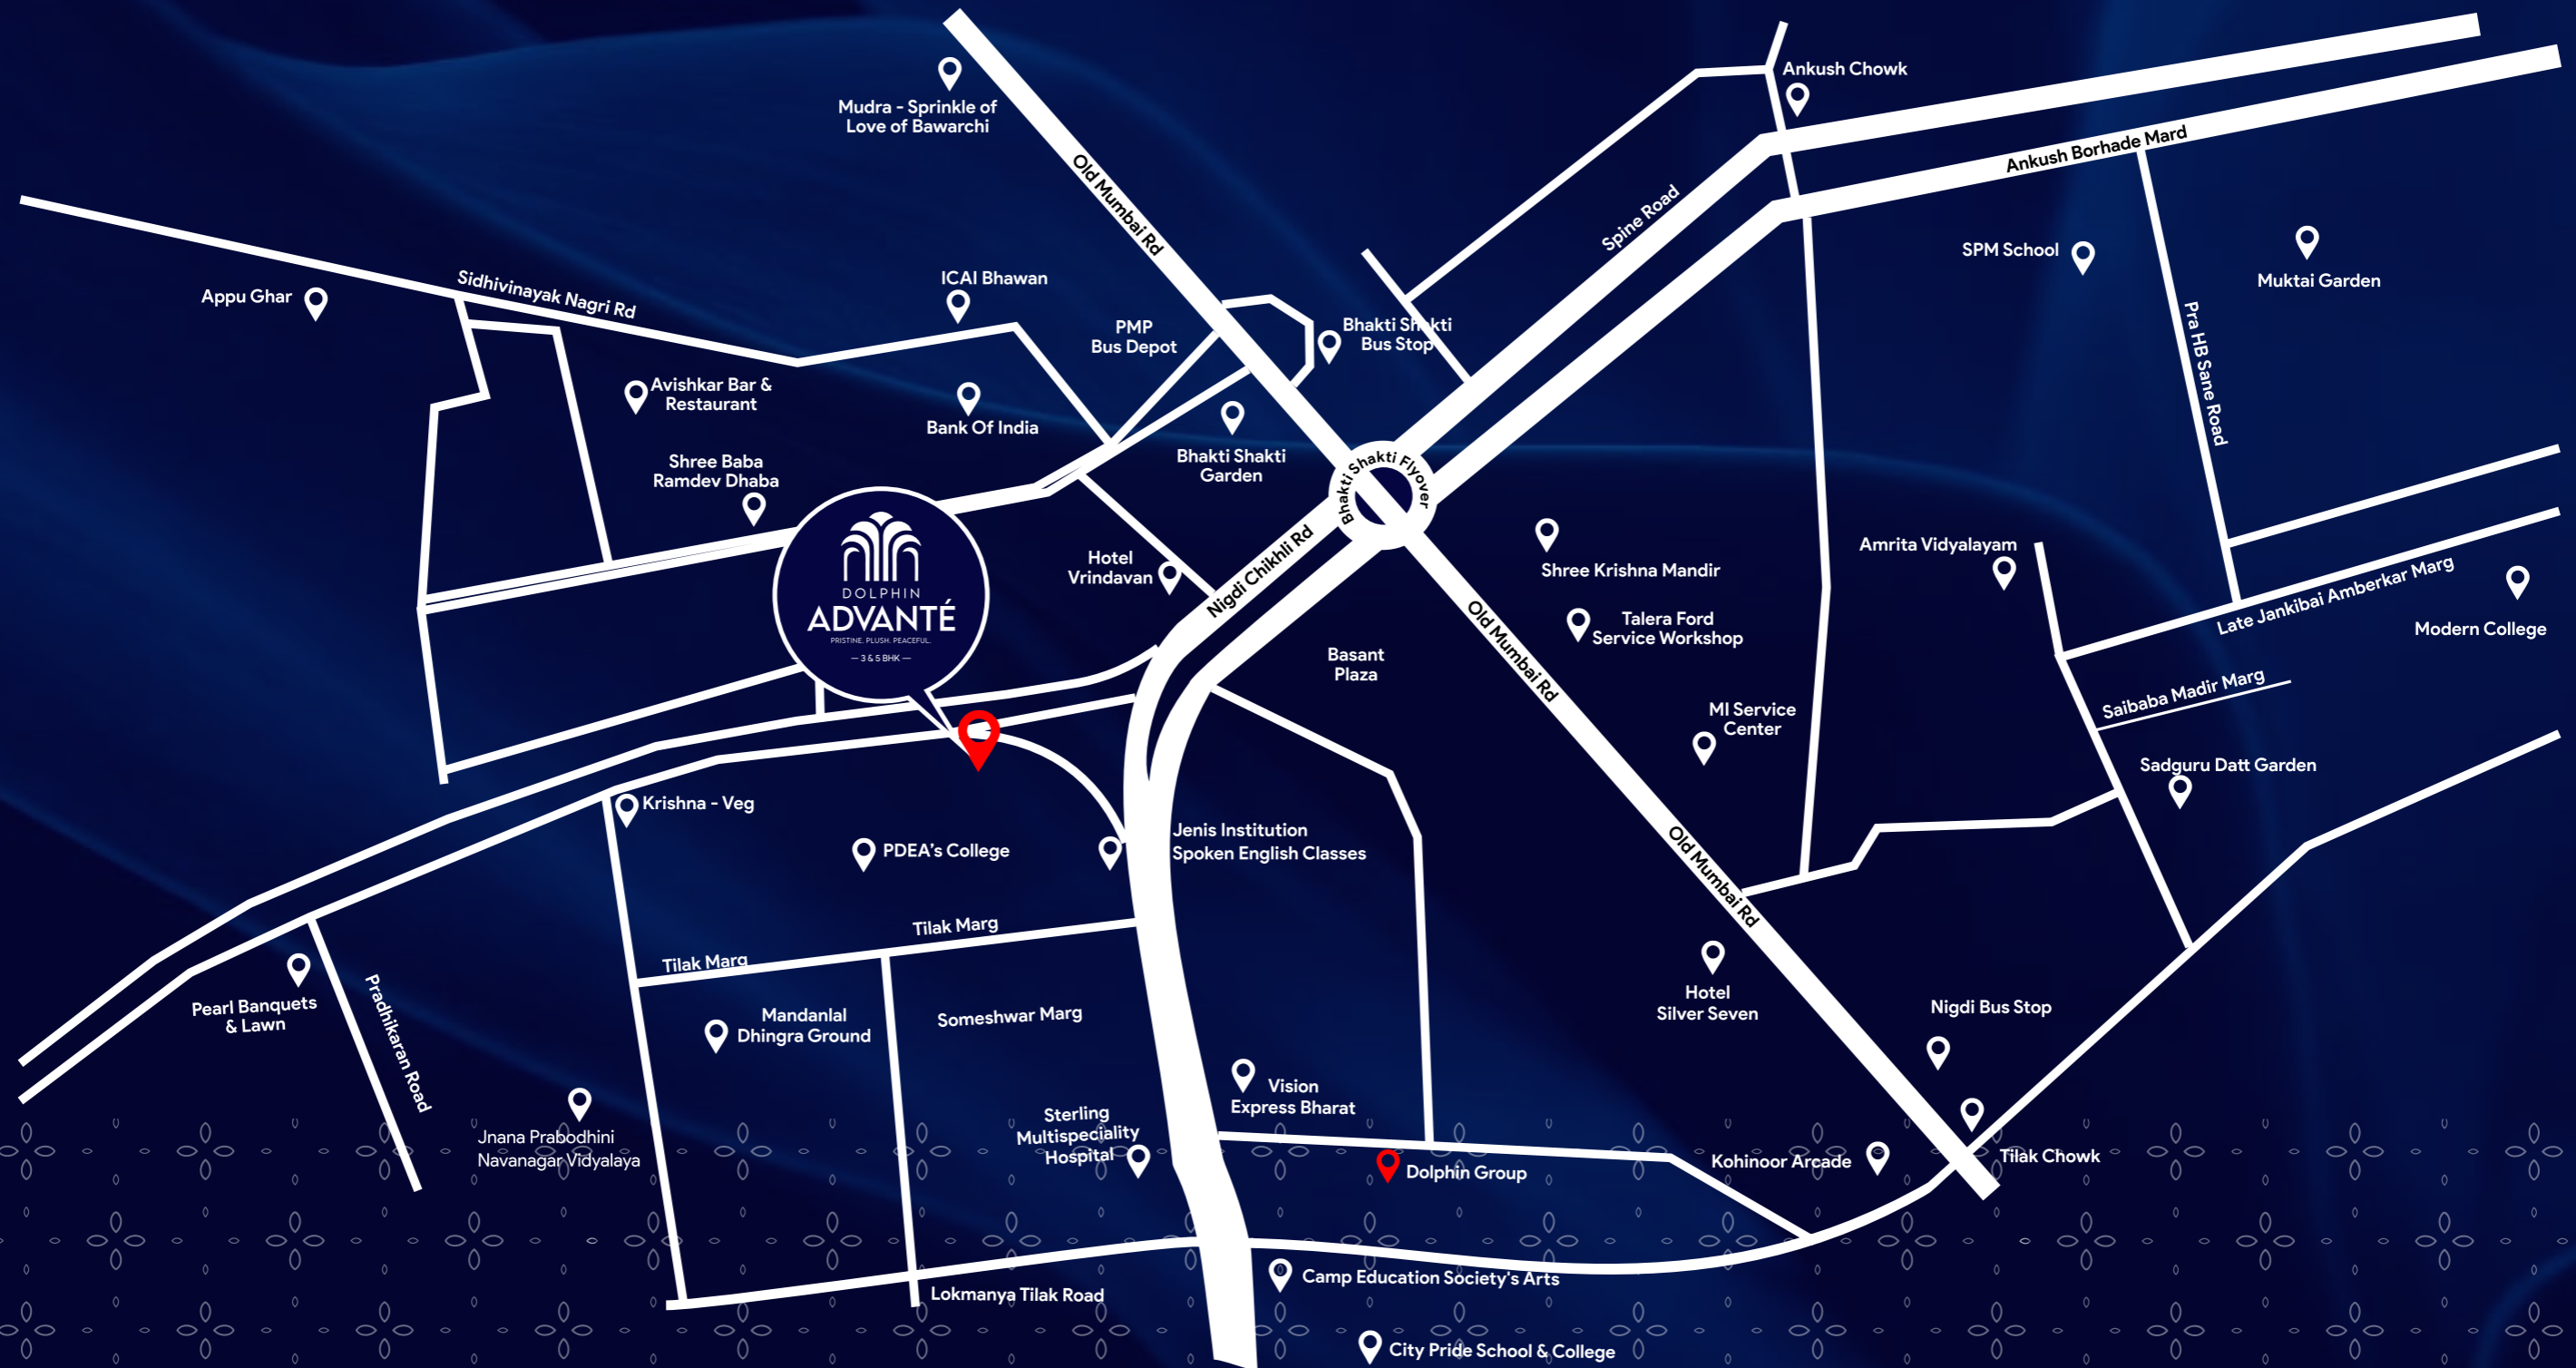 Ankush Chowk
Mudra - Sprinkle of
Love of Bawarchi
Old Mumbai Rd
Ankush Borhade Mard
Spine Road
SPM School
Muktai Garden
Sidhivinayak Nagri Rd
Appu Ghar
ICAI Bhawan
PMP
Bus Depot
Bhakti Shakti
Bus Stop
Pra HB Sane Road
Avishkar Bar &
Restaurant
Bank Of India
Shree Baba
Ramdev Dhaba
Bhakti Shakti
Garden
Bhakti Shakti Flyover
DOLPHIN
ADVANTÉ
PRISTINE. PLUSH. PEACEFUL.
— 3 & 5 BHK —
Hotel
Vrindavan
Nigdi Chikhli Rd
Shree Krishna Mandir
Amrita Vidyalayam
Late Jankibai Amberkar Marg
Modern College
Talera Ford
Service Workshop
Old Mumbai Rd
Basant
Plaza
MI Service
Center
Saibaba Madir Marg
Sadguru Datt Garden
Krishna - Veg
PDEA's College
Jenis Institution
Spoken English Classes
Old Mumbai Rd
Tilak Marg
Tilak Marg
Pearl Banquets
& Lawn
Pradhikaran Road
Mandanlal
Dhingra Ground
Someshwar Marg
Hotel
Silver Seven
Nigdi Bus Stop
Vision
Express Bharat
Jnana Prabodhini
Navanagar Vidyalaya
Sterling
Multispeciality
Hospital
Dolphin Group
Kohinoor Arcade
Tilak Chowk
Lokmanya Tilak Road
Camp Education Society's Arts
City Pride School & College